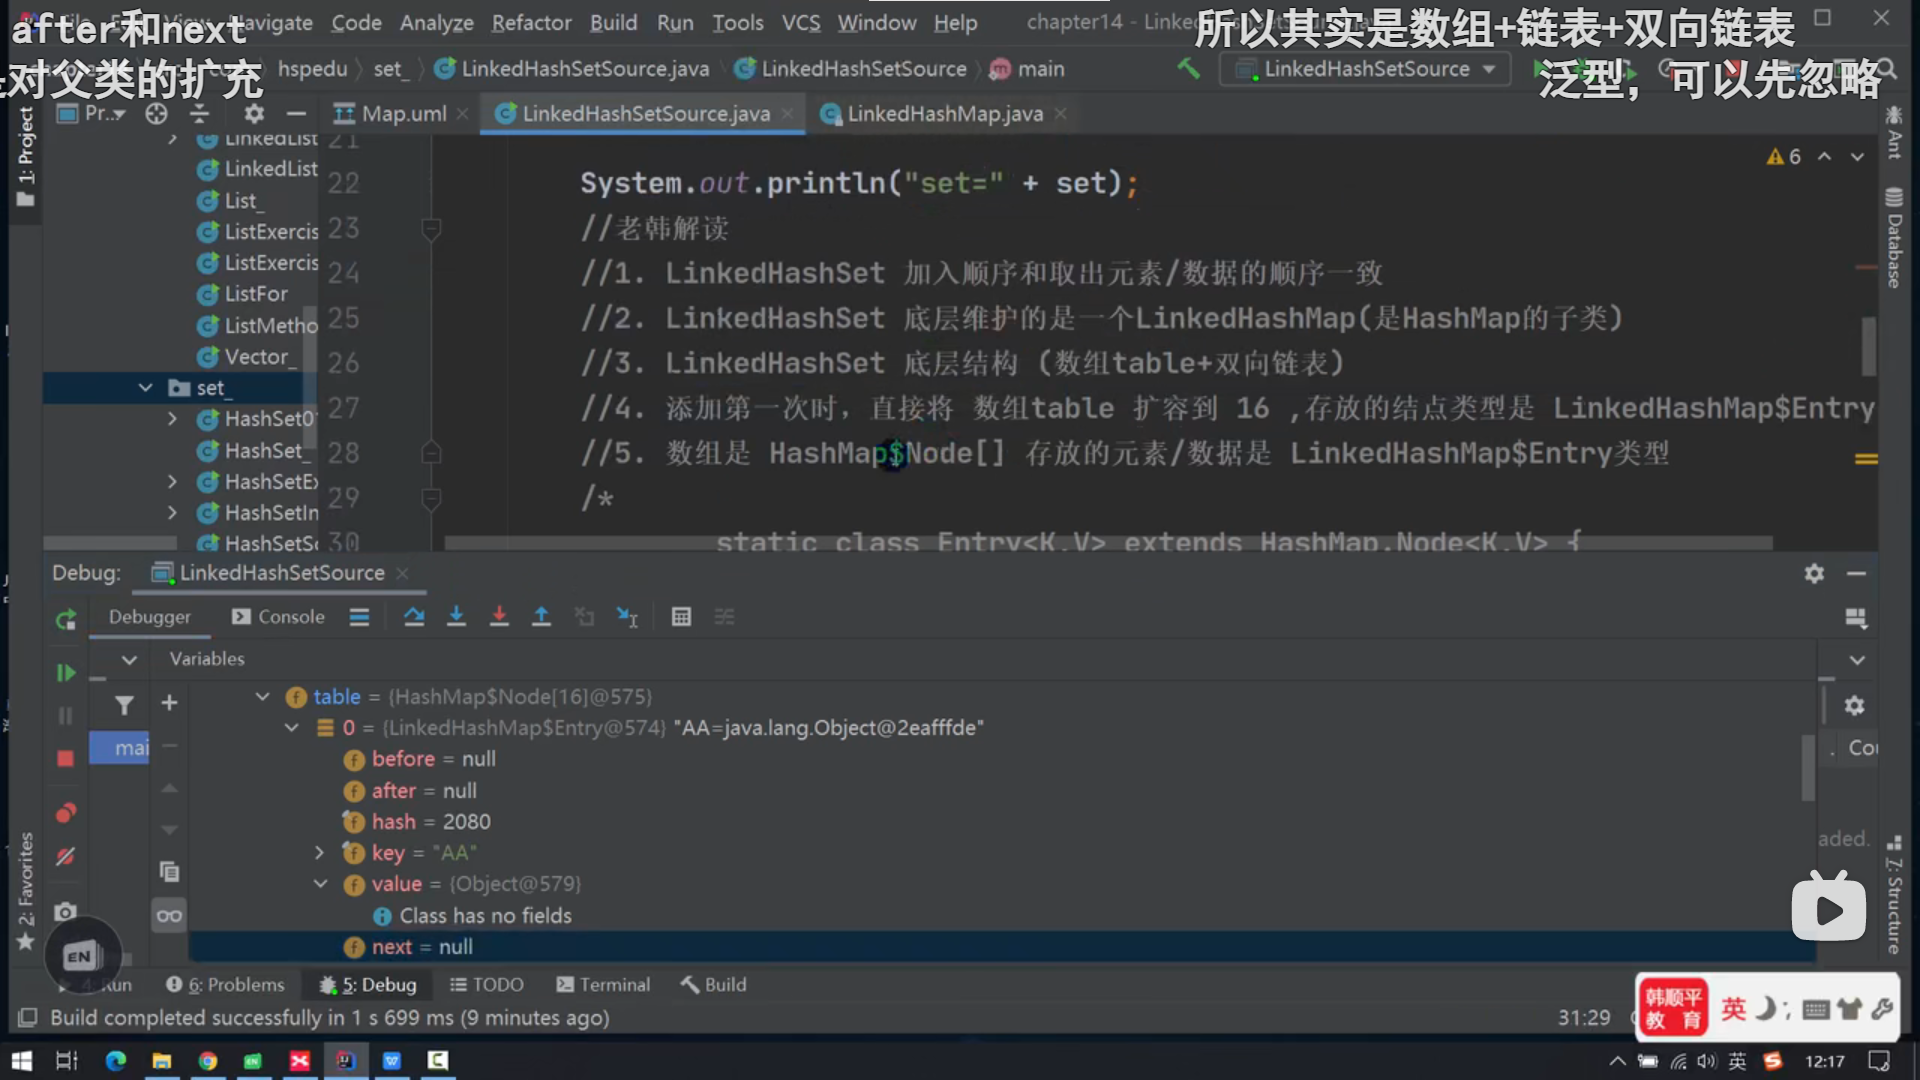 after和next
所以其实是数组+链表+双向链表
对父类的扩充
泛型，可以先忽略
View Navigate Code Analyze Refactor Build Run Tools VCS Window Help
chapter14 - Linked
hspedu set_ LinkedHashSetSource.java LinkedHashSetSource main
LinkedHashSetSource
1: Project
Pr...
Map.uml LinkedHashSetSource.java LinkedHashMap.java
Ant
Database
6
LinkedList
LinkedList
List_
ListExercis
ListExercis
ListFor
ListMetho
Vector_
set_
HashSet0
HashSet_
HashSetEx
HashSetIn
HashSetSo
21
22 System.out.println("set=" + set);
23 //老韩解读
24 //1. LinkedHashSet 加入顺序和取出元素/数据的顺序一致
25 //2. LinkedHashSet 底层维护的是一个LinkedHashMap(是HashMap的子类)
26 //3. LinkedHashSet 底层结构 (数组table+双向链表)
27 //4. 添加第一次时，直接将 数组table 扩容到 16 ,存放的结点类型是 LinkedHashMap$Entry
28 //5. 数组是 HashMap$Node[] 存放的元素/数据是 LinkedHashMap$Entry类型
29 /*
30 static class Entry<K,V> extends HashMap.Node<K,V> {
Debug: LinkedHashSetSource
Debugger Console
Variables
mai
table = {HashMap$Node[16]@575}
0 = {LinkedHashMap$Entry@574} "AA=java.lang.Object@2eafffde"
before = null
after = null
hash = 2080
key = "AA"
value = {Object@579}
Class has no fields
next = null
Cou
aded.
2: Favorites
7: Structure
EN
4: Run 6: Problems 5: Debug TODO Terminal Build
Build completed successfully in 1 s 699 ms (9 minutes ago)
31:29
韩顺平
教育
英
英
12:17